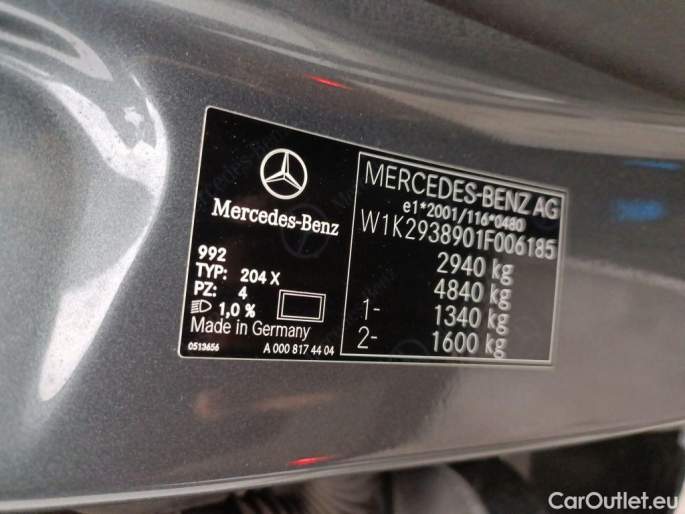 Mercedes-Benz
992
TYP: 204 X
PZ: 4
1,0 %
Made in Germany
0513656
A 000 817 44 04
MERCEDES-BENZ AG
e1*2001/116*0480
W1K2938901F006185
2940 kg
4840 kg
1- 1340 kg
2- 1600 kg
CarOutlet.eu